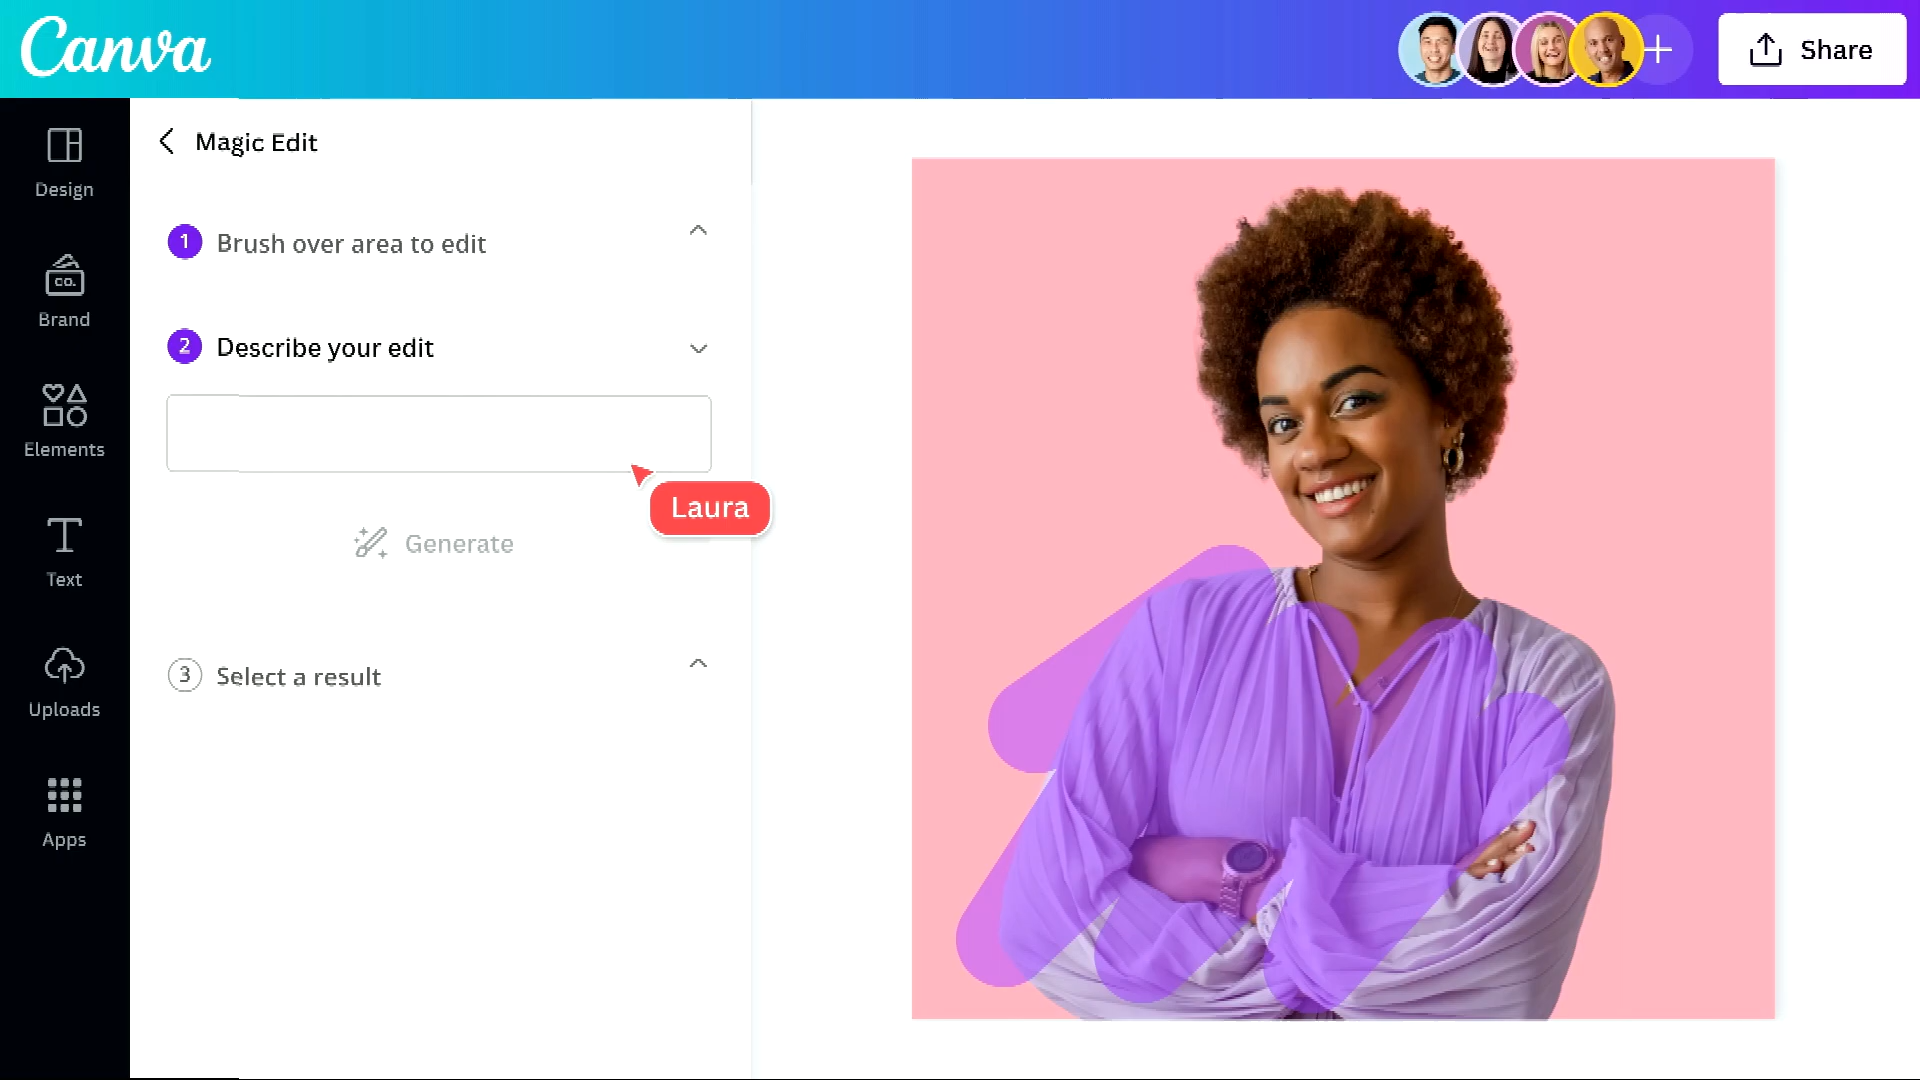 Canva
Share
Design
Brand
CO.
Elements
Text
Uploads
Apps
Magic Edit
1 Brush over area to edit
2 Describe your edit
Laura
Generate
3 Select a result